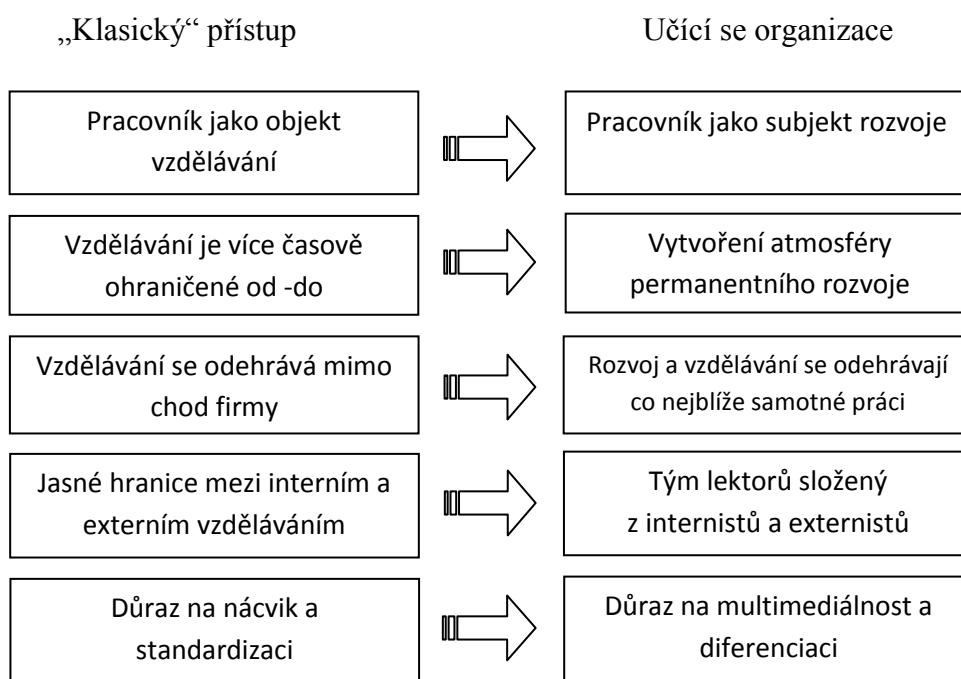 „Klasický“ přístup
Učící se organizace
Pracovník jako objekt
vzdělávání
Pracovník jako subjekt rozvoje
Vzdělávání je více časově
ohraničené od -do
Vytvoření atmosféry
permanentního rozvoje
Vzdělávání se odehrává mimo
chod firmy
Rozvoj a vzdělávání se odehrávají
co nejblíže samotné práci
Jasné hranice mezi interním a
externím vzděláváním
Tým lektorů složený
z internistů a externistů
Důraz na nácvik a
standardizaci
Důraz na multimediálnost a
diferenciaci